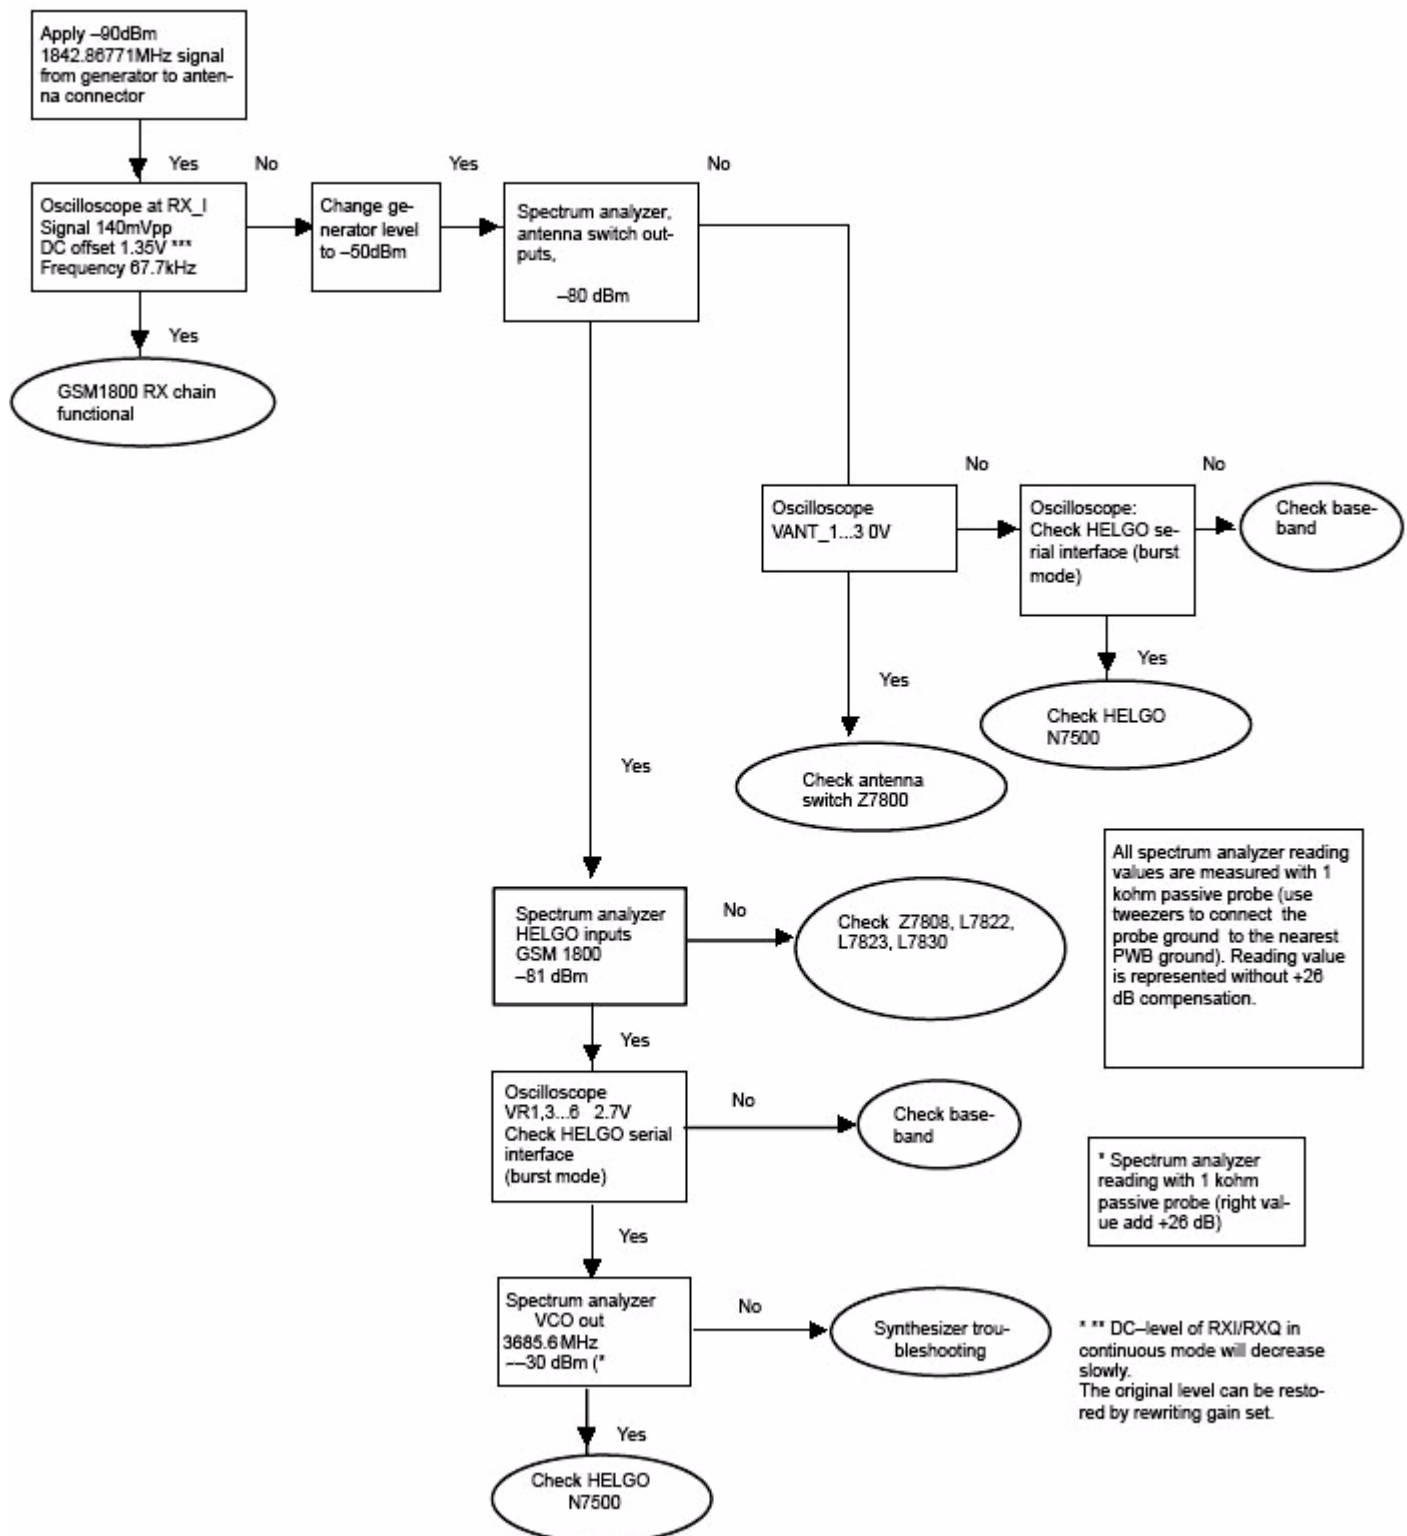 Apply –90dBm
1842.86771MHz signal
from generator to anten-
na connector
Yes
No
Yes
No
Oscilloscope at RX_I
Signal 140mVpp
DC offset 1.35V ***
Frequency 67.7kHz
Change ge-
nerator level
to –50dBm
Spectrum analyzer,
antenna switch out-
puts,
–80 dBm
Yes
GSM1800 RX chain
functional
No
No
Oscilloscope
VANT_1...3 0V
Oscilloscope:
Check HELGO se-
rial interface (burst
mode)
Check base-
band
Yes
Yes
Check HELGO
N7500
Yes
Check antenna
switch Z7800
All spectrum analyzer reading
values are measured with 1
kohm passive probe (use
tweezers to connect the
probe ground to the nearest
PWB ground). Reading value
is represented without +26
dB compensation.
Spectrum analyzer
HELGO inputs
GSM 1800
–81 dBm
No
Check Z7808, L7822,
L7823, L7830
Yes
Oscilloscope
VR1,3...6 2.7V
Check HELGO serial
interface
(burst mode)
No
Check base-
band
* Spectrum analyzer
reading with 1 kohm
passive probe (right val-
ue add +26 dB)
Yes
Spectrum analyzer
VCO out
3685.6MHz
~–30 dBm (*
No
Synthesizer trou-
bleshooting
* ** DC–level of RXI/RXQ in
continuous mode will decrease
slowly.
The original level can be resto-
red by rewriting gain set.
Yes
Check HELGO
N7500